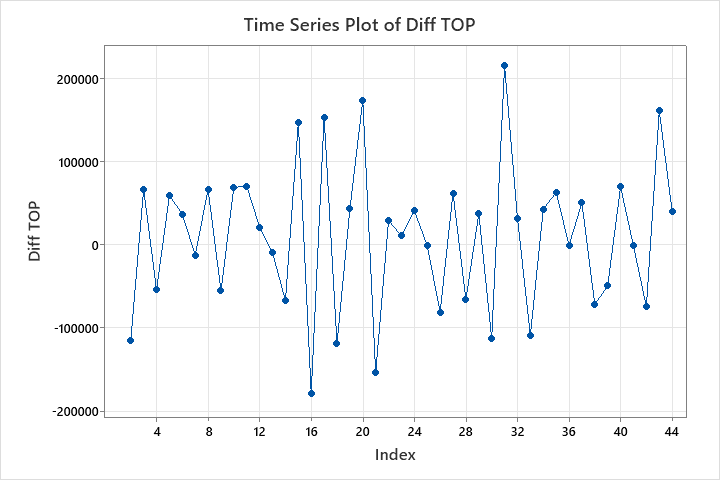 Time Series Plot of Diff TOP
200000
100000
0
-100000
-200000
Diff TOP
4 8 12 16 20 24 28 32 36 40 44
Index